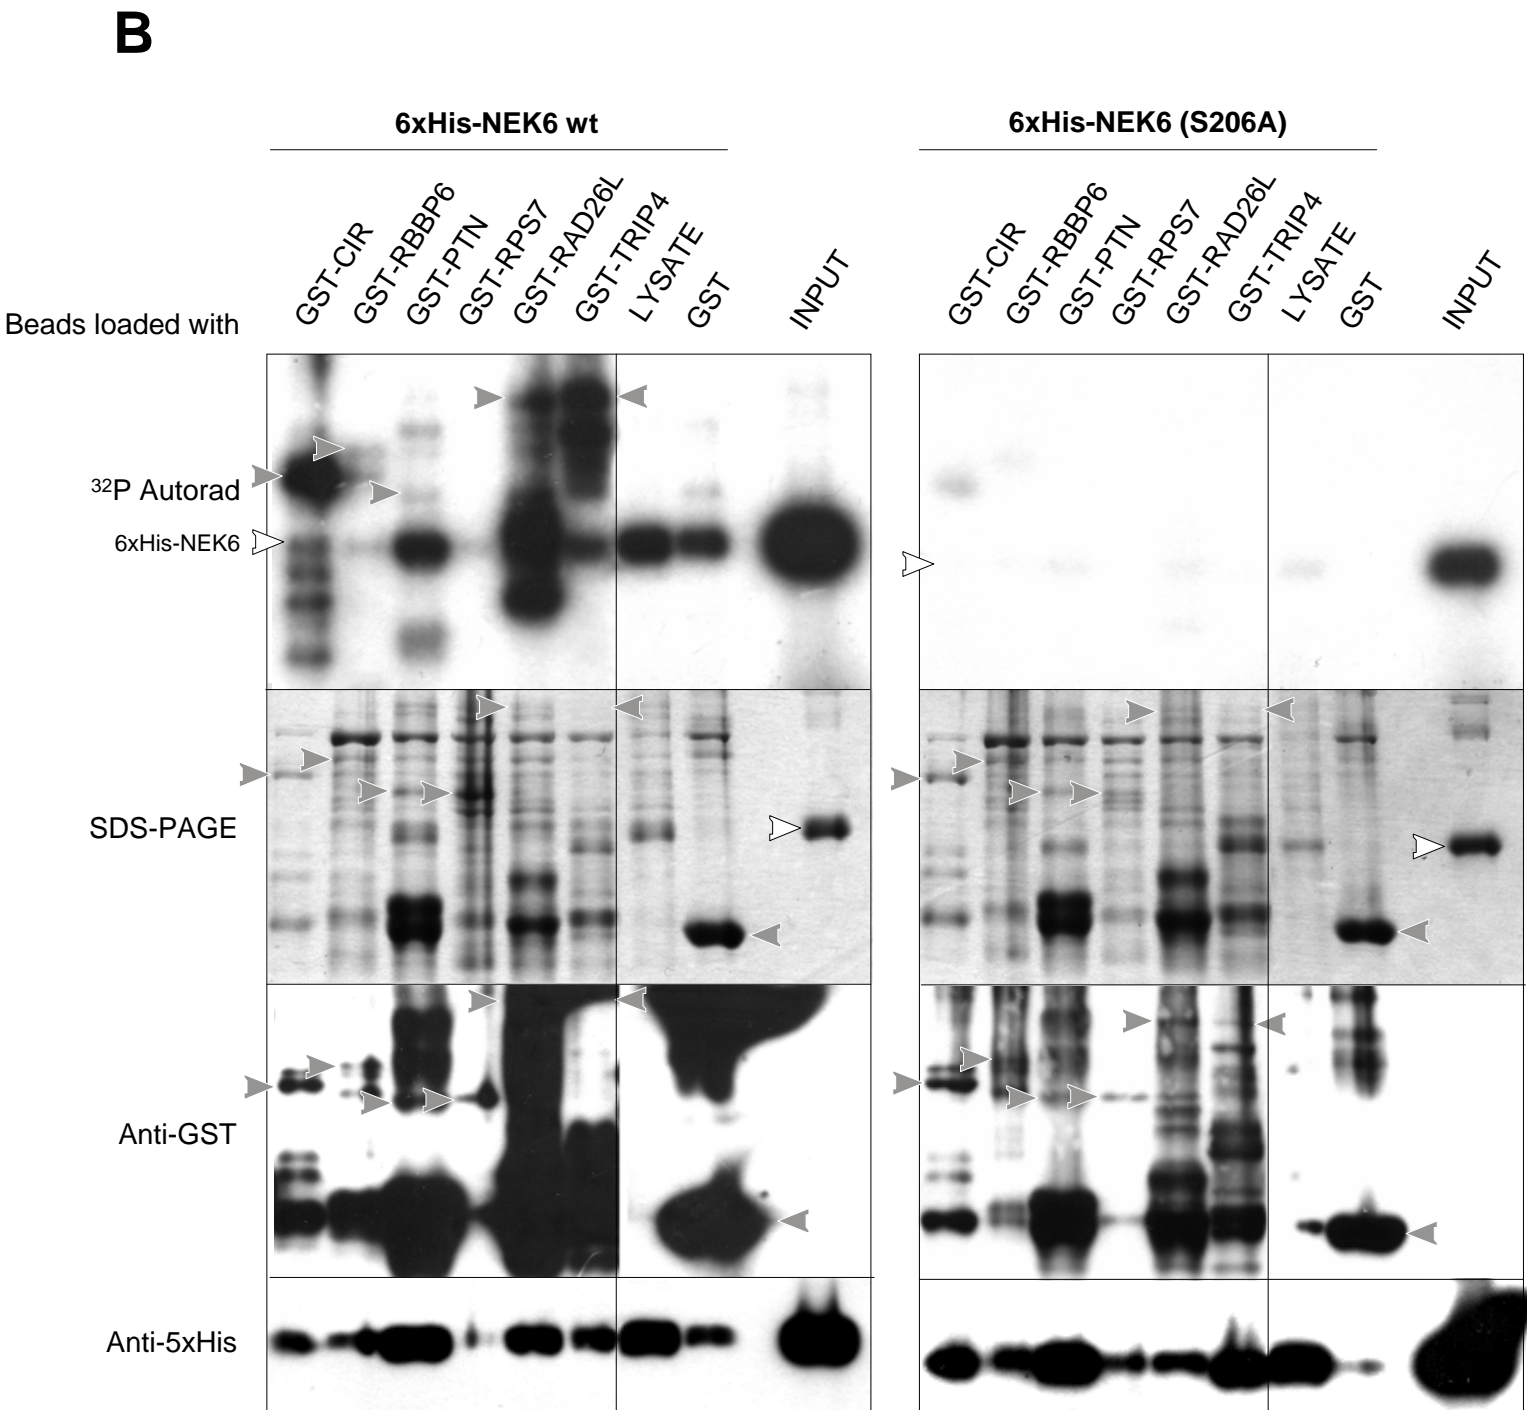 B
6xHis-NEK6 wt
6xHis-NEK6 (S206A)
Beads loaded with
GST-CIR
GST-RBBP6
GST-PTN
GST-RPS7
GST-RAD26L
GST-TRIP4
LYSATE
GST
INPUT
GST-CIR
GST-RBBP6
GST-PTN
GST-RPS7
GST-RAD26L
GST-TRIP4
LYSATE
GST
INPUT
³²P Autorad
6xHis-NEK6
SDS-PAGE
Anti-GST
Anti-5xHis